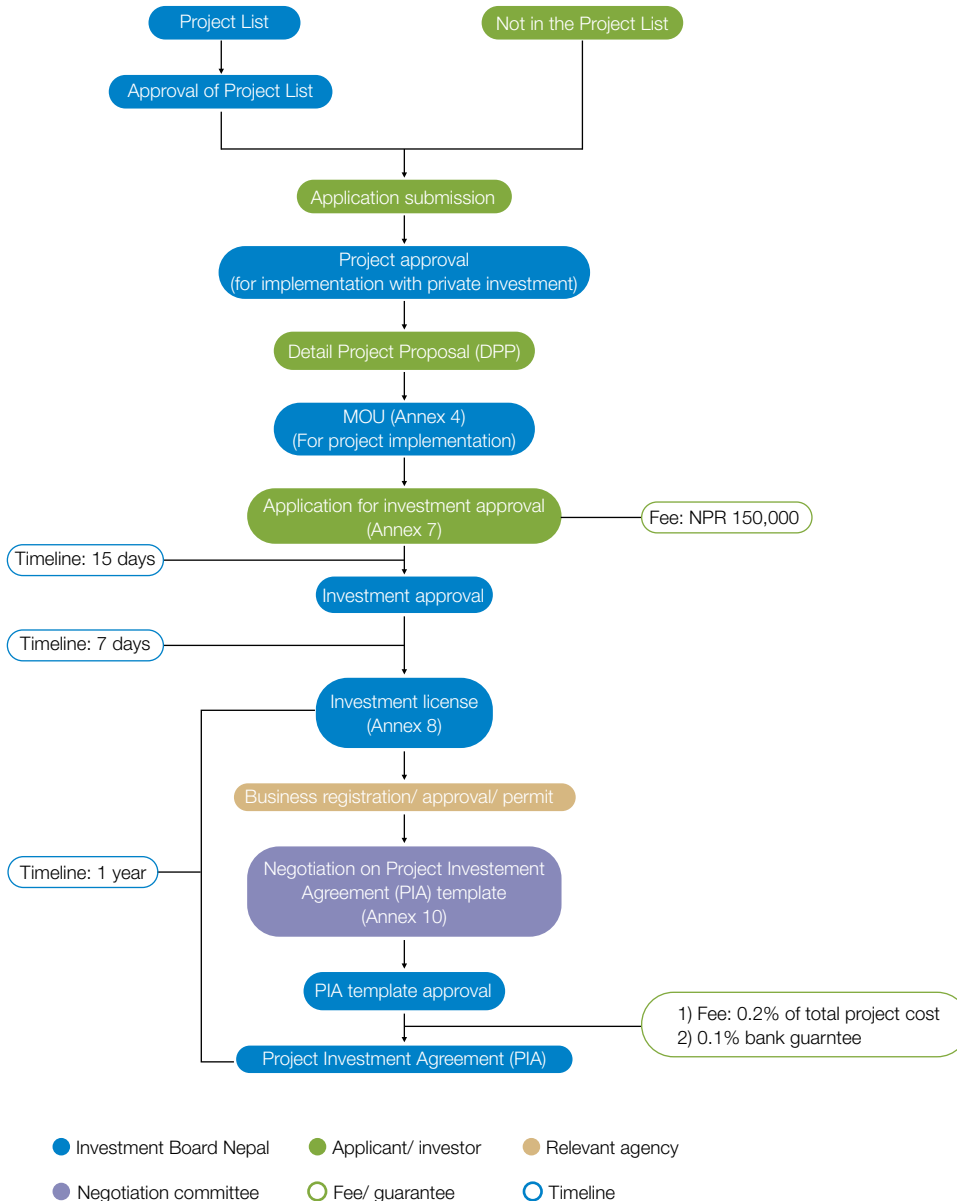 Project List
Not in the Project List
Approval of Project List
Application submission
Project approval
(for implementation with private investment)
Detail Project Proposal (DPP)
MOU (Annex 4)
(For project implementation)
Application for investment approval
(Annex 7)
Fee: NPR 150,000
Timeline: 15 days
Investment approval
Timeline: 7 days
Investment license
(Annex 8)
Business registration/ approval/ permit
Timeline: 1 year
Negotiation on Project Investement
Agreement (PIA) template
(Annex 10)
PIA template approval
1) Fee: 0.2% of total project cost
2) 0.1% bank guarntee
Project Investment Agreement (PIA)
Investment Board Nepal
Applicant/ investor
Relevant agency
Negotiation committee
Fee/ guarantee
Timeline